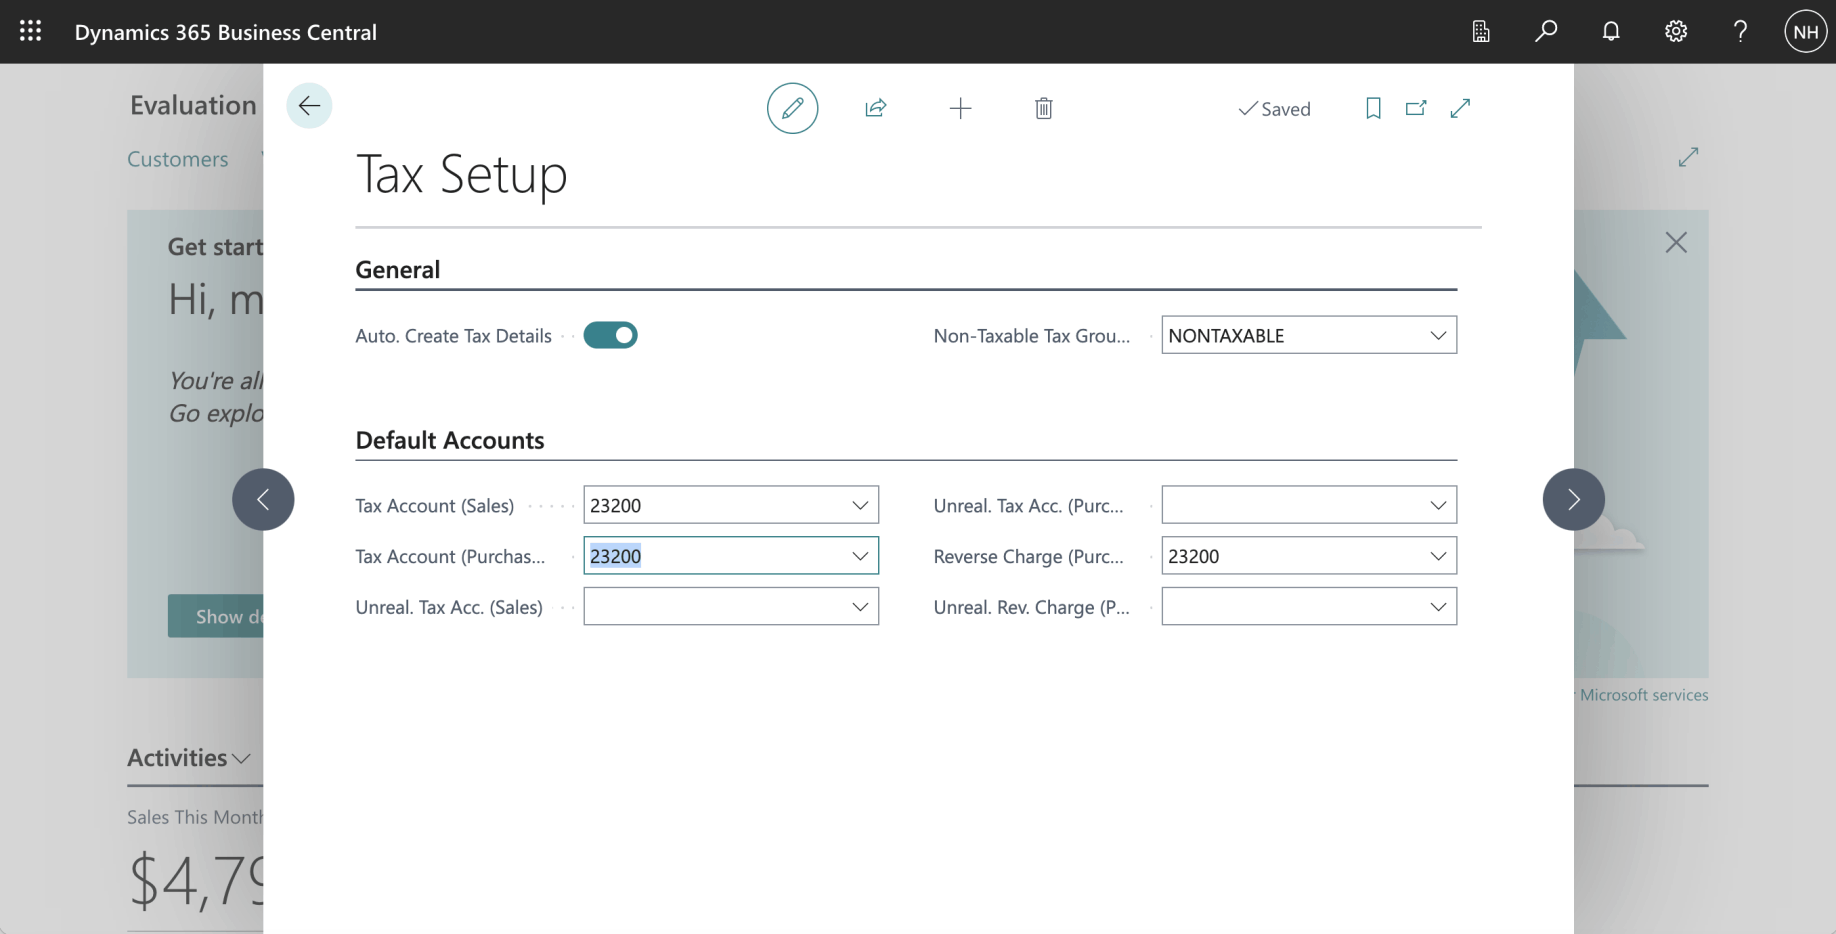 Dynamics 365 Business Central
NH
Evaluation
Saved
Customers
Tax Setup
Get start
Hi, m
You're all
Go explo
General
Auto. Create Tax Details
Non-Taxable Tax Grou... NONTAXABLE
Default Accounts
Tax Account (Sales) 23200
Unreal. Tax Acc. (Purc...
Tax Account (Purchas... 23200
Reverse Charge (Purc... 23200
Unreal. Tax Acc. (Sales)
Unreal. Rev. Charge (P...
Show de
Microsoft services
Activities
Sales This Month
$4,79